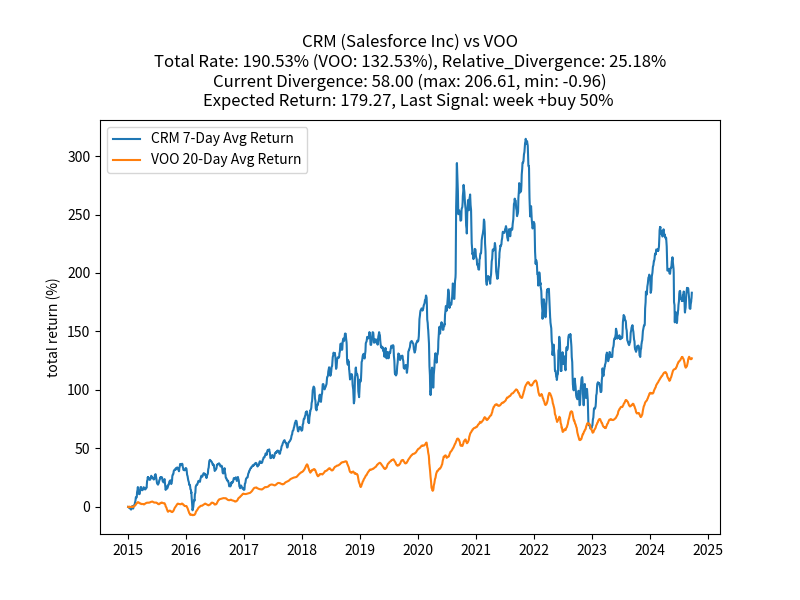 CRM (Salesforce Inc) vs VOO
Total Rate: 190.53% (VOO: 132.53%), Relative_Divergence: 25.18%
Current Divergence: 58.00 (max: 206.61, min: -0.96)
Expected Return: 179.27, Last Signal: week +buy 50%
CRM 7-Day Avg Return
VOO 20-Day Avg Return
total return (%)
300
250
200
150
100
50
0
2015 2016 2017 2018 2019 2020 2021 2022 2023 2024 2025